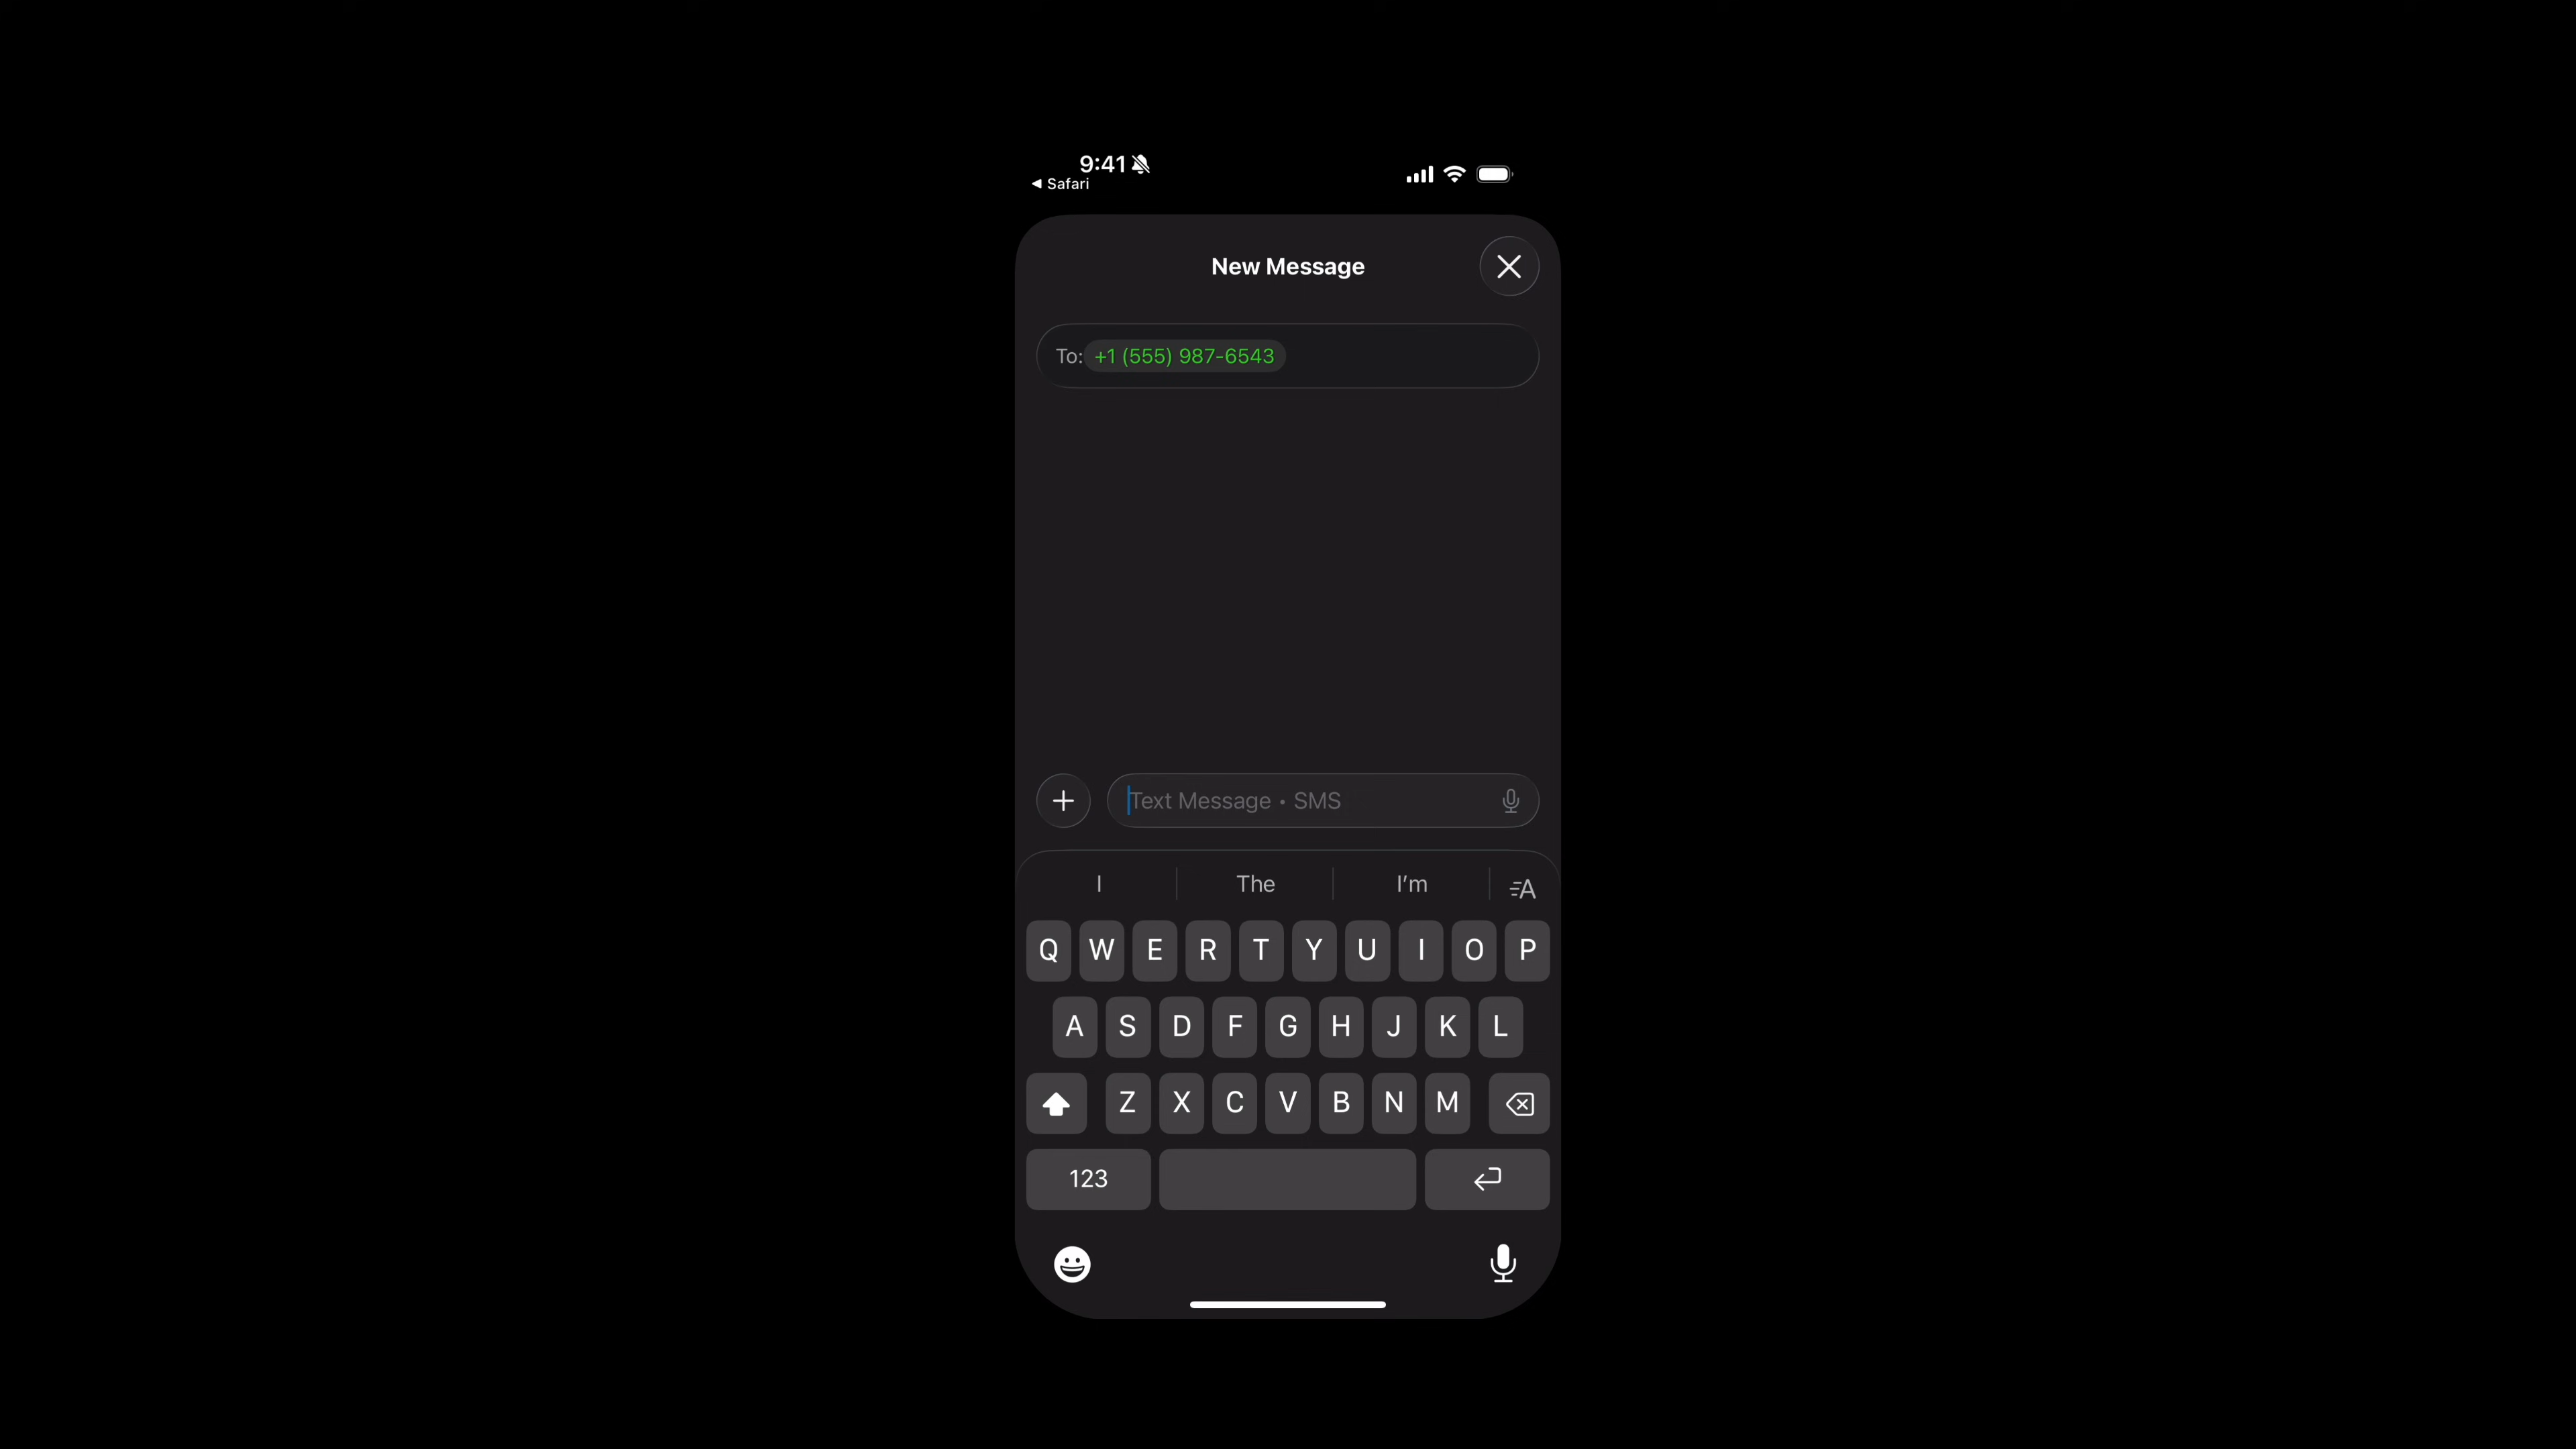 9:41
Safari
New Message
To: +1 (555) 987-6543
Text Message • SMS
I The I’m
Q W E R T Y U I O P
A S D F G H J K L
Z X C V B N M
123